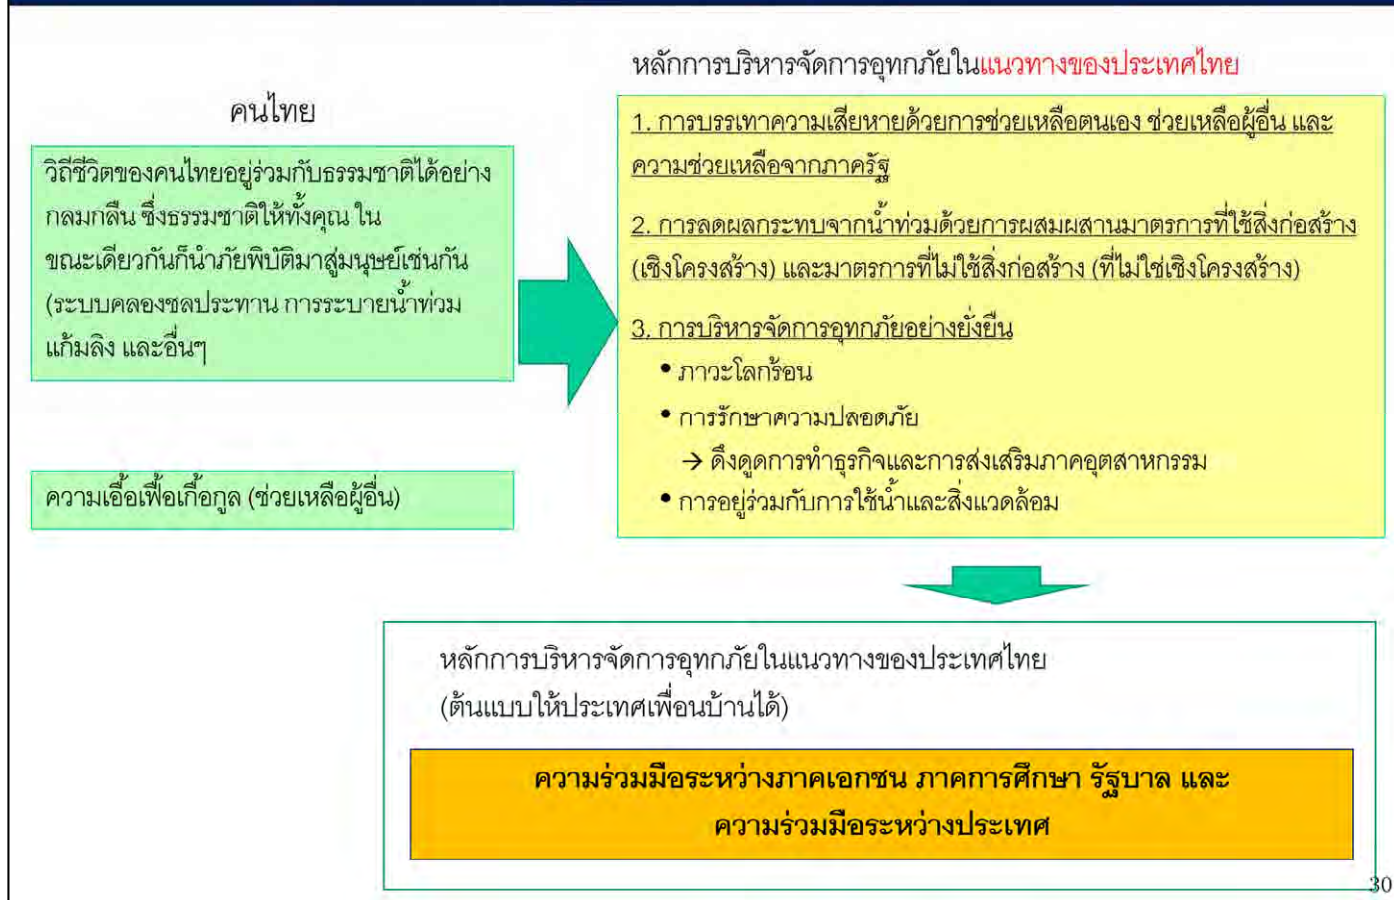 คนไทย
วิถีชีวิตของคนไทยอยู่ร่วมกับธรรมชาติได้อย่าง
กลมกลืน ซึ่งธรรมชาติให้ทั้งคุณ ใน
ขณะเดียวกันก็นำภัยพิบัติมาสู่มนุษย์เช่นกัน
(ระบบคลองชลประทาน การระบายน้ำท่วม
แก้มลิง และอื่นๆ
ความเอื้อเฟื้อเกื้อกูล (ช่วยเหลือผู้อื่น)
หลักการบริหารจัดการอุทกภัยในแนวทางของประเทศไทย
1. การบรรเทาความเสียหายด้วยการช่วยเหลือตนเอง ช่วยเหลือผู้อื่น และ
ความช่วยเหลือจากภาครัฐ
2. การลดผลกระทบจากน้ำท่วมด้วยการผสมผสานมาตรการที่ใช้สิ่งก่อสร้าง
(เชิงโครงสร้าง) และมาตรการที่ไม่ใช้สิ่งก่อสร้าง (ที่ไม่ใช่เชิงโครงสร้าง)
3. การบริหารจัดการอุทกภัยอย่างยั่งยืน
• ภาวะโลกร้อน
• การรักษาความปลอดภัย
→ ดึงดูดการทำธุรกิจและการส่งเสริมภาคอุตสาหกรรม
• การอยู่ร่วมกับการใช้น้ำและสิ่งแวดล้อม
หลักการบริหารจัดการอุทกภัยในแนวทางของประเทศไทย
(ต้นแบบให้ประเทศเพื่อนบ้านได้)
ความร่วมมือระหว่างภาคเอกชน ภาคการศึกษา รัฐบาล และ
ความร่วมมือระหว่างประเทศ
30